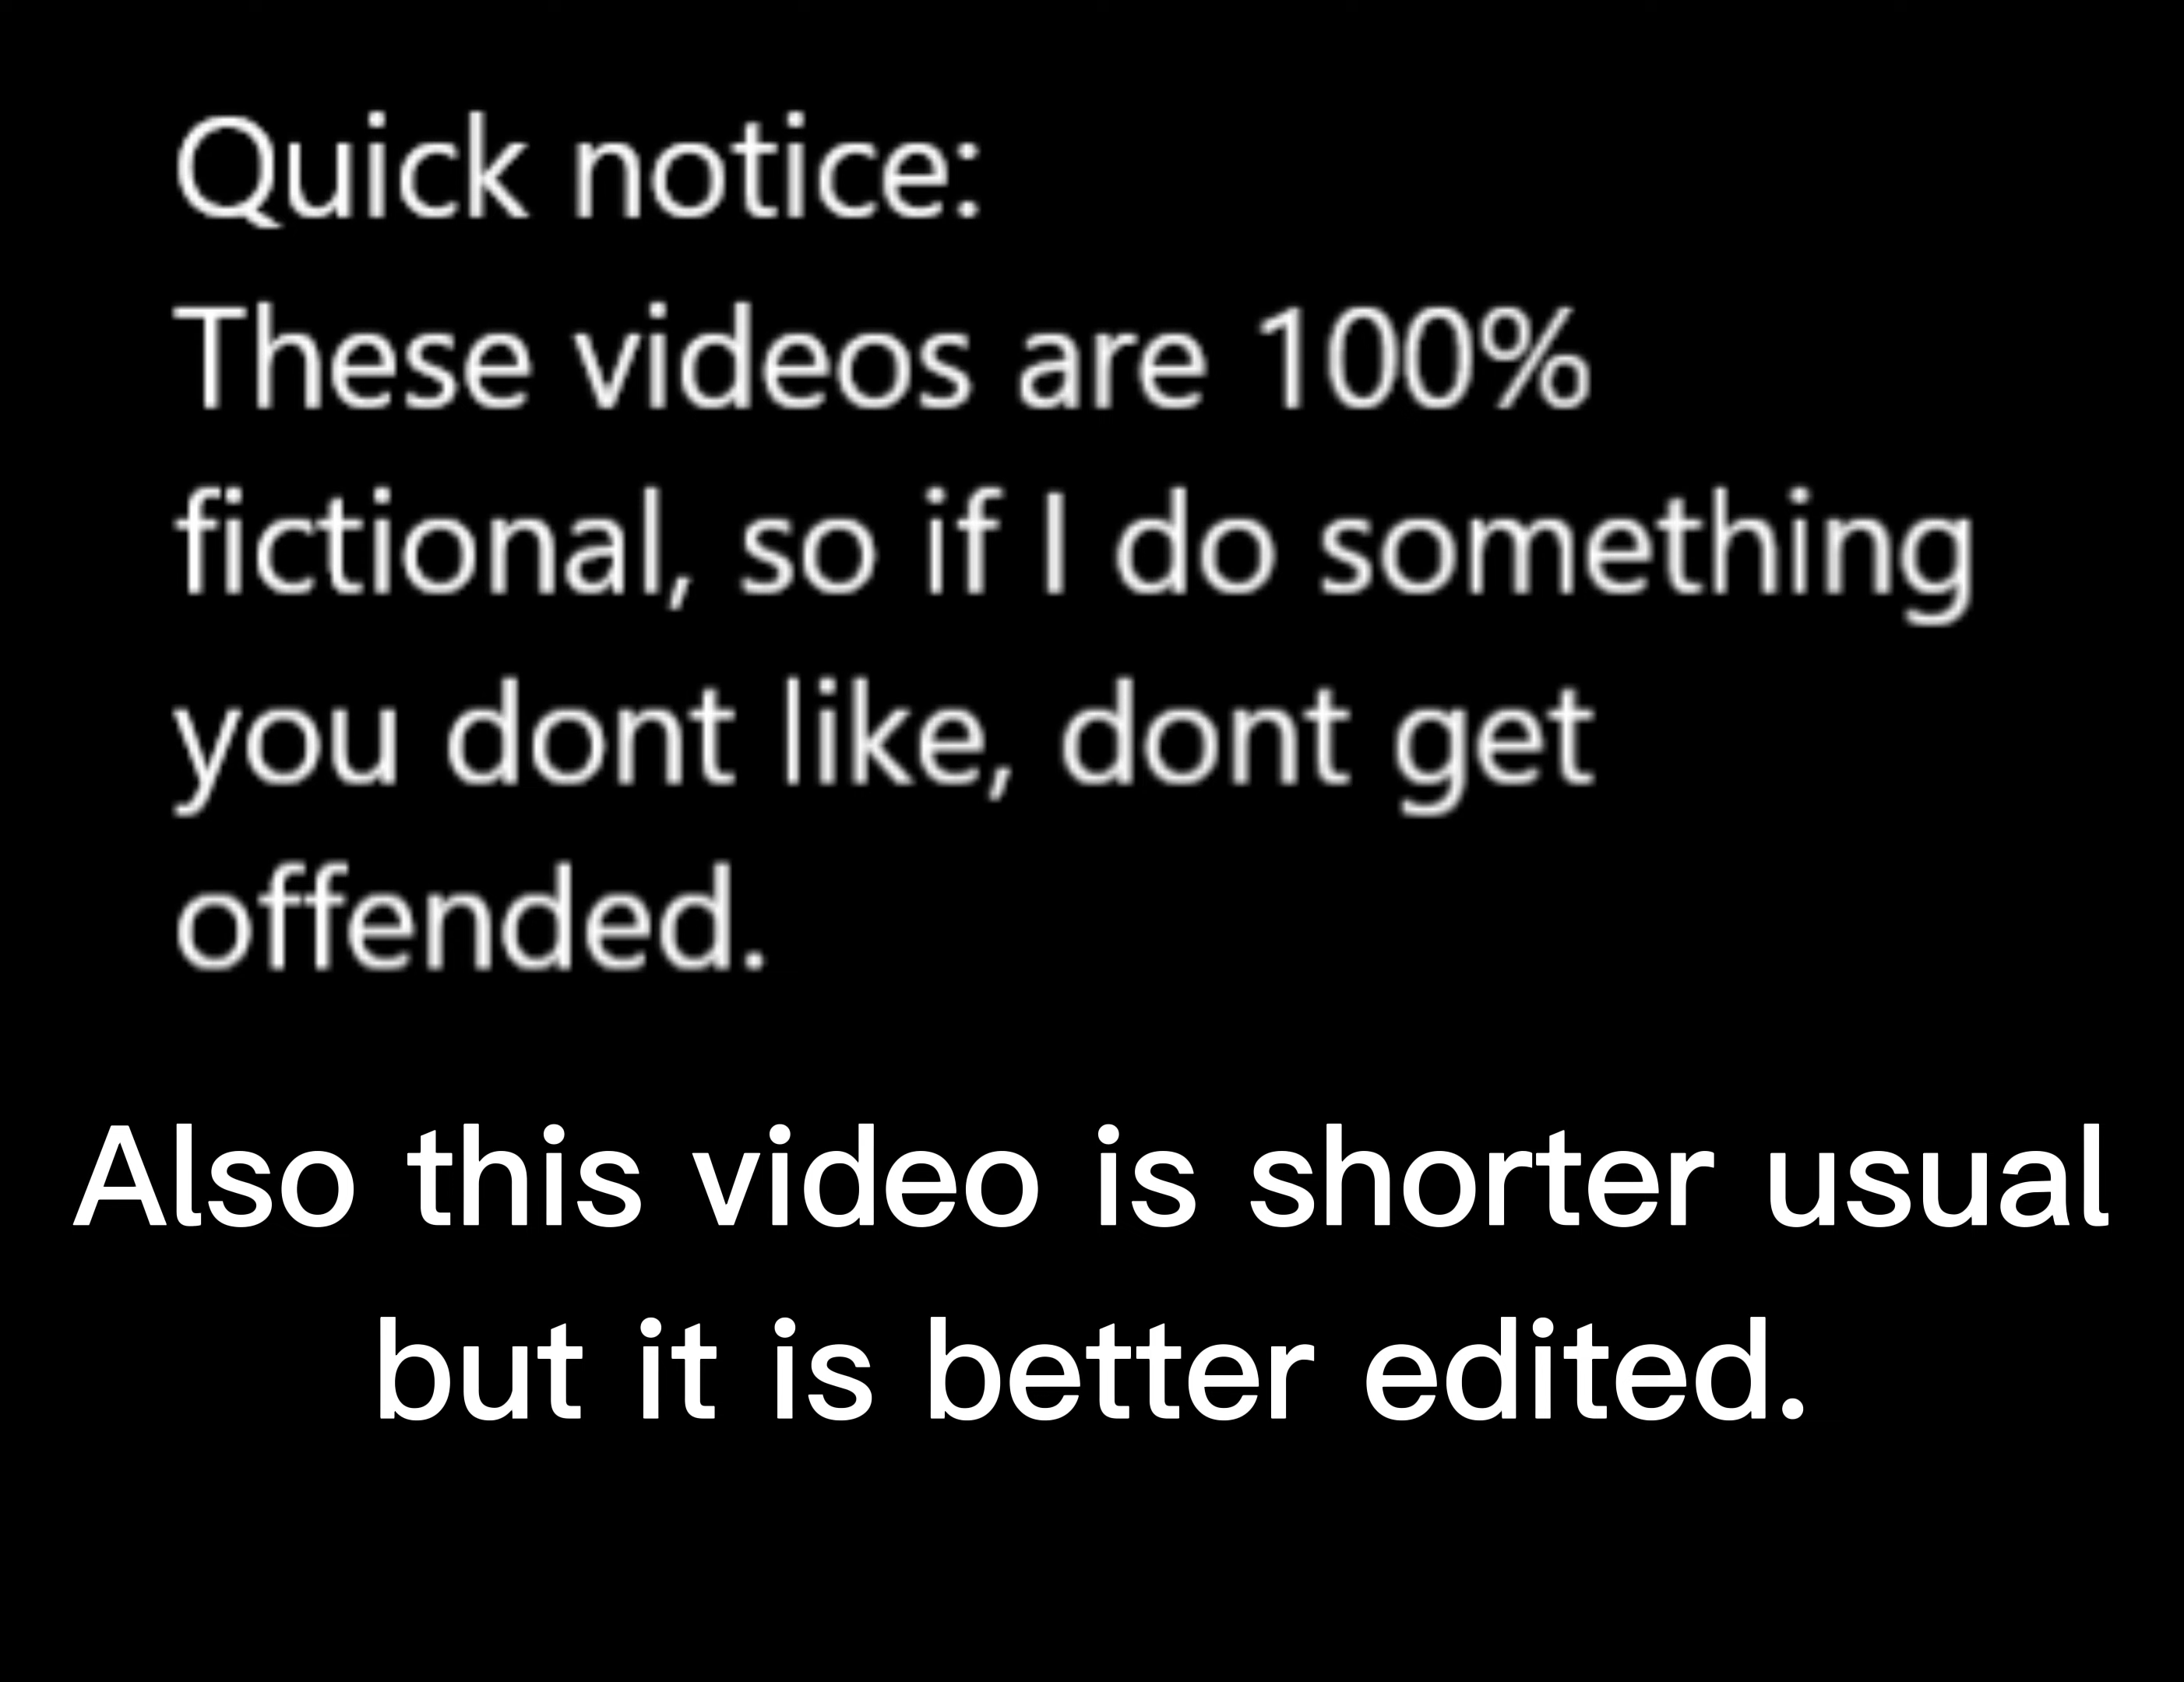 Quick notice:
These videos are 100%
fictional, so if I do something
you dont like, dont get
offended.
Also this video is shorter usual
but it is better edited.